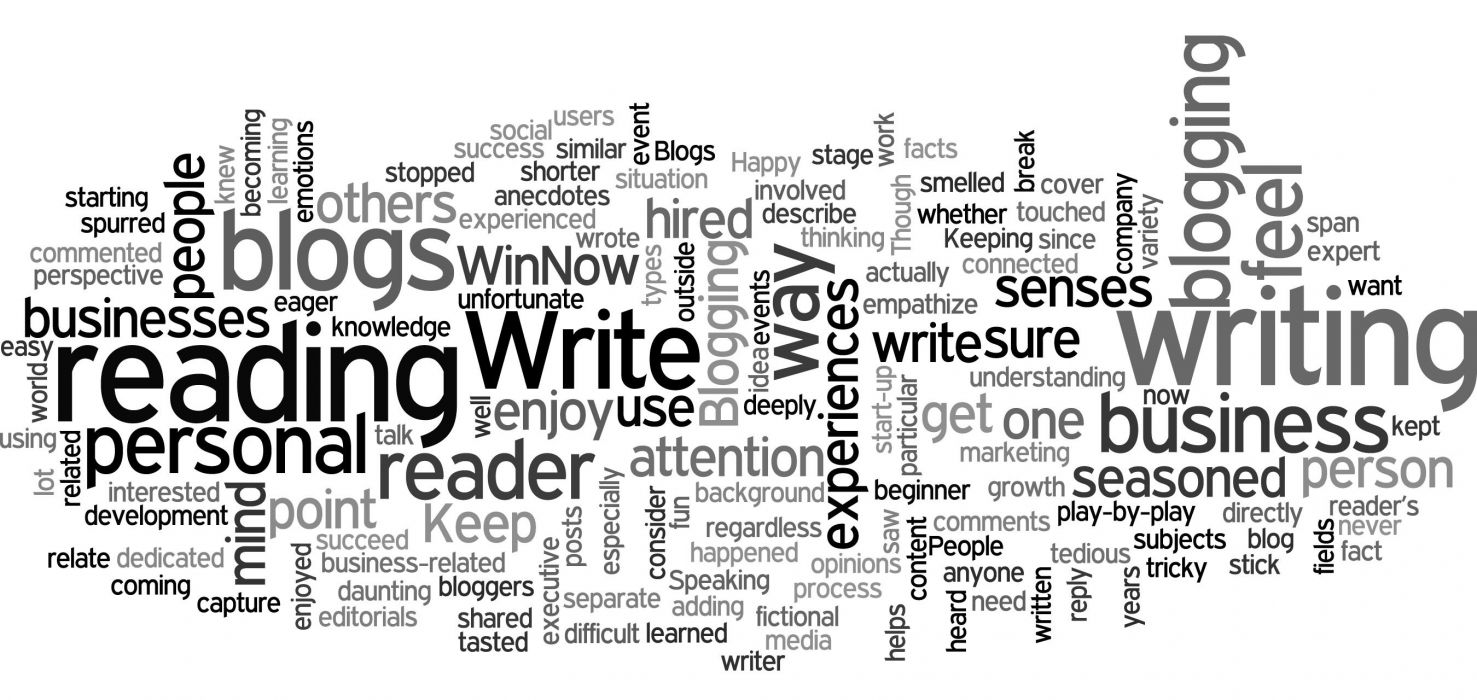 blogging
users
social
event
work
success
similar
Blogs
knew
becoming
learning
emotions
stopped
shorter
situation
Happy
stage
facts
break
people
starting
spurred
others
anecdotes
experienced
hired
involved
describe
Though
smelled
cover
whether
touched
company
variety
feel
span
expert
commented
perspective
blogs
WinNow
wrote
types
outside
thinking
Keeping
since
connected
actually
eager
unfortunate
Blogging
events
idea
way
experiences
empathize
senses
want
businesses
knowledge
easy
world
reading
Write
write
sure
writing
understanding
well
enjoy
use
deeply
start-up
particular
get
one
now
business
kept
using
lot
related
personal
talk
reader
attention
marketing
seasoned
person
interested
development
mind
point
Keep
posts
especially
consider
fun
background
regardless
beginner
growth
play-by-play
directly
reader's
never
fact
fields
relate
dedicated
succeed
business-related
happened
opinions
saw
content
comments
People
tedious
subjects
blog
tricky
stick
coming
capture
enjoyed
daunting
bloggers
executive
Speaking
process
anyone
editorials
shared
separate
adding
fictional
need
written
reply
years
tasted
difficult
learned
media
helps
heard
writer